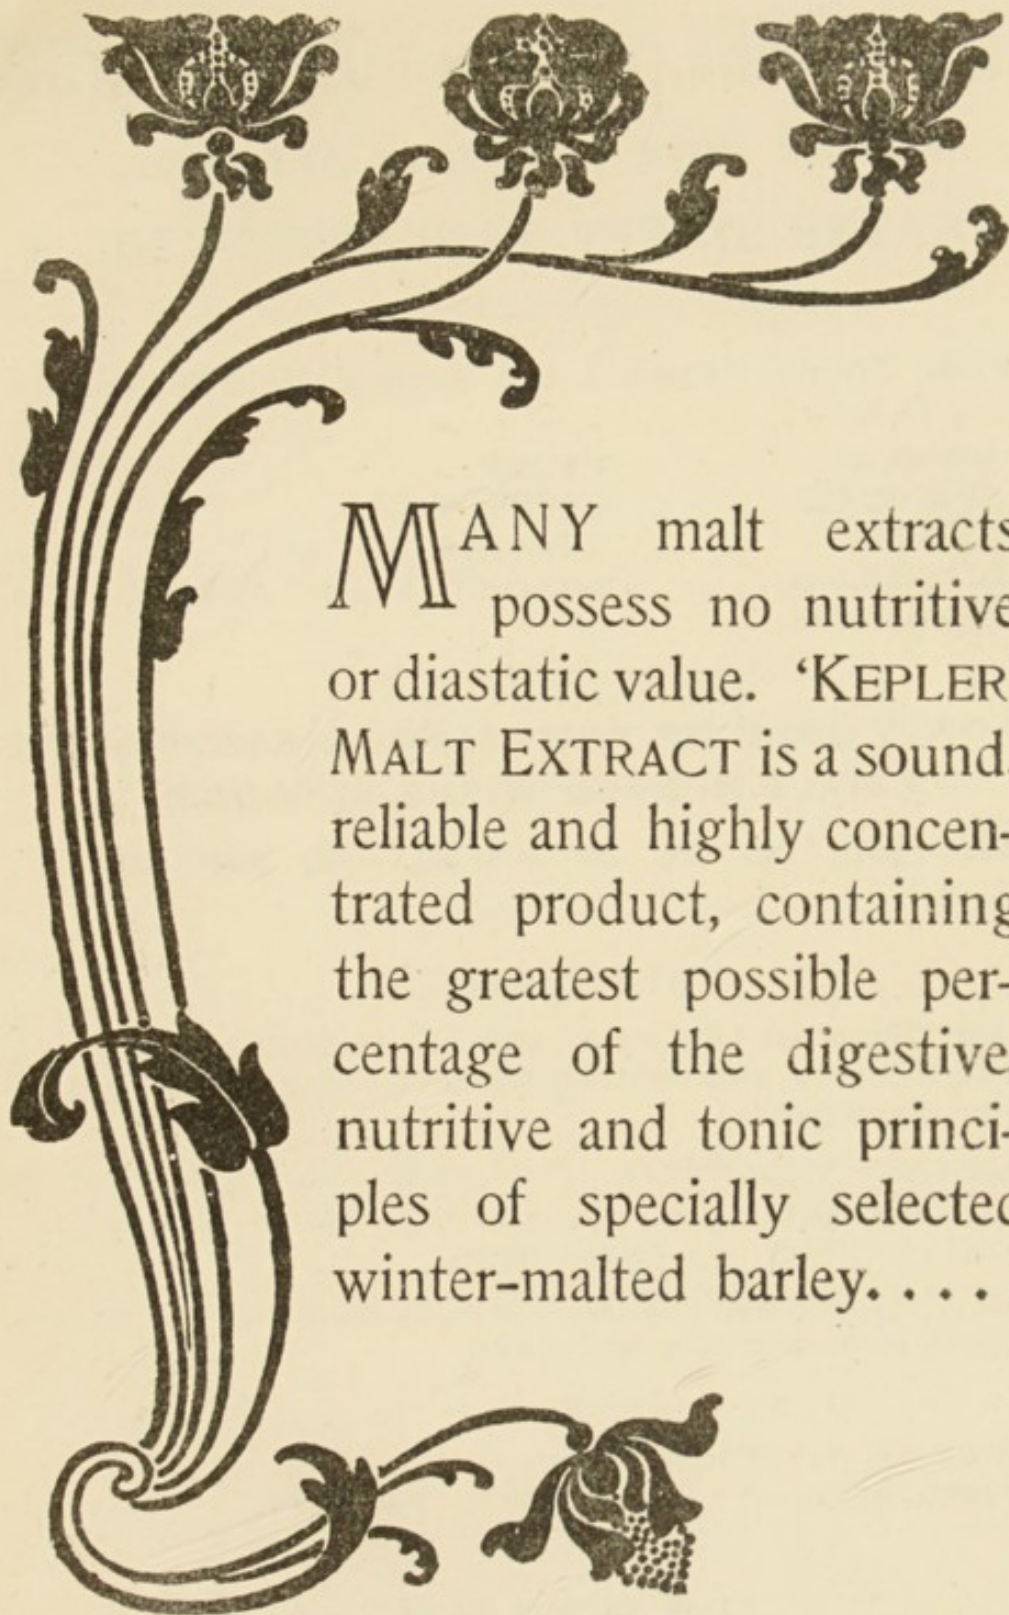 MANY malt extracts
possess no nutritive
or diastatic value. ‘KEPLER
MALT EXTRACT is a sound,
reliable and highly concen-
trated product, containing
the greatest possible per-
centage of the digestive
nutritive and tonic princi-
ples of specially selected
winter-malted barley. . . .